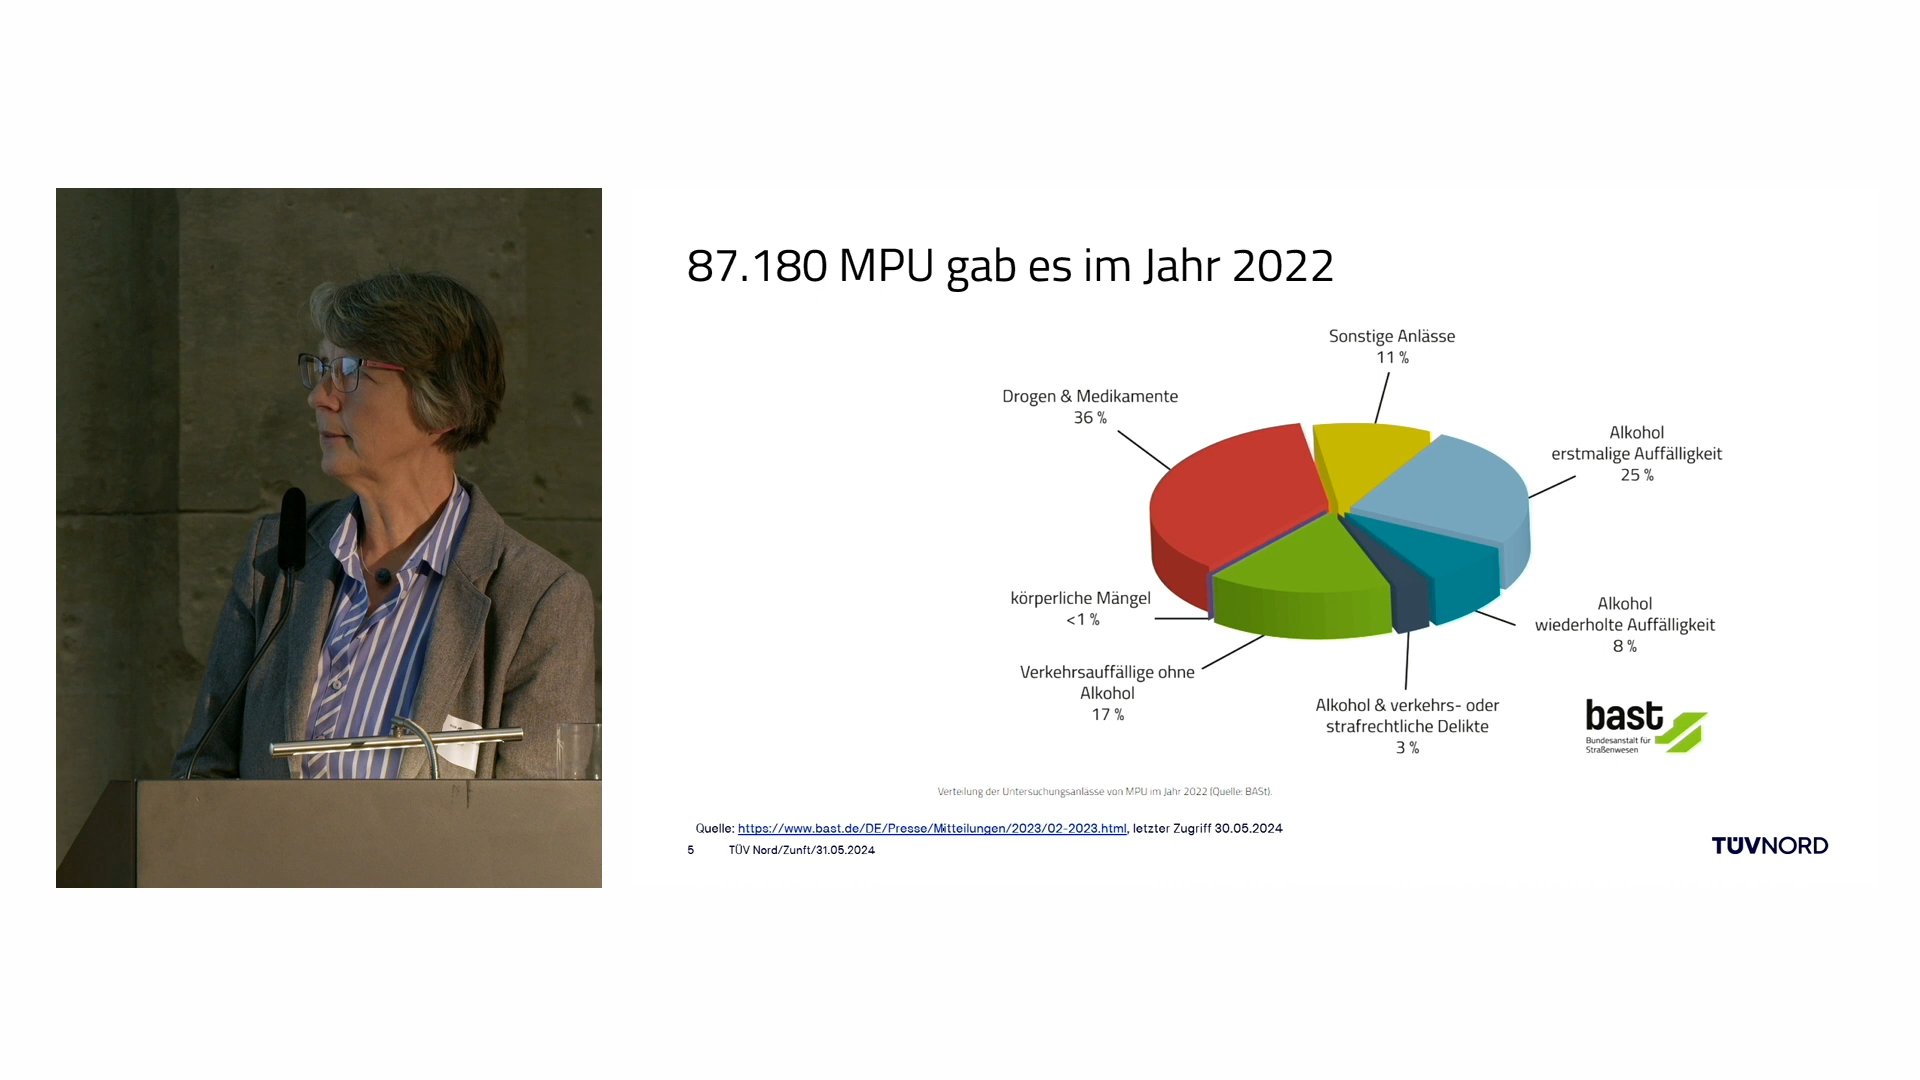 87.180 MPU gab es im Jahr 2022
Sonstige Anlässe
11 %
Drogen & Medikamente
36 %
Alkohol
erstmalige Auffälligkeit
25 %
körperliche Mängel
<1 %
Alkohol
wiederholte Auffälligkeit
8 %
Verkehrsauffällige ohne
Alkohol
17 %
Alkohol & verkehrs- oder
strafrechtliche Delikte
3 %
bast
Bundesanstalt für
Straßenwesen
Verteilung der Untersuchungsanlässe von MPU im Jahr 2022 (Quelle: BASt).
Quelle: https://www.bast.de/DE/Presse/Mitteilungen/2023/02-2023.html, letzter Zugriff 30.05.2024
5 TÜV Nord/Zunft/31.05.2024
TÜVNORD